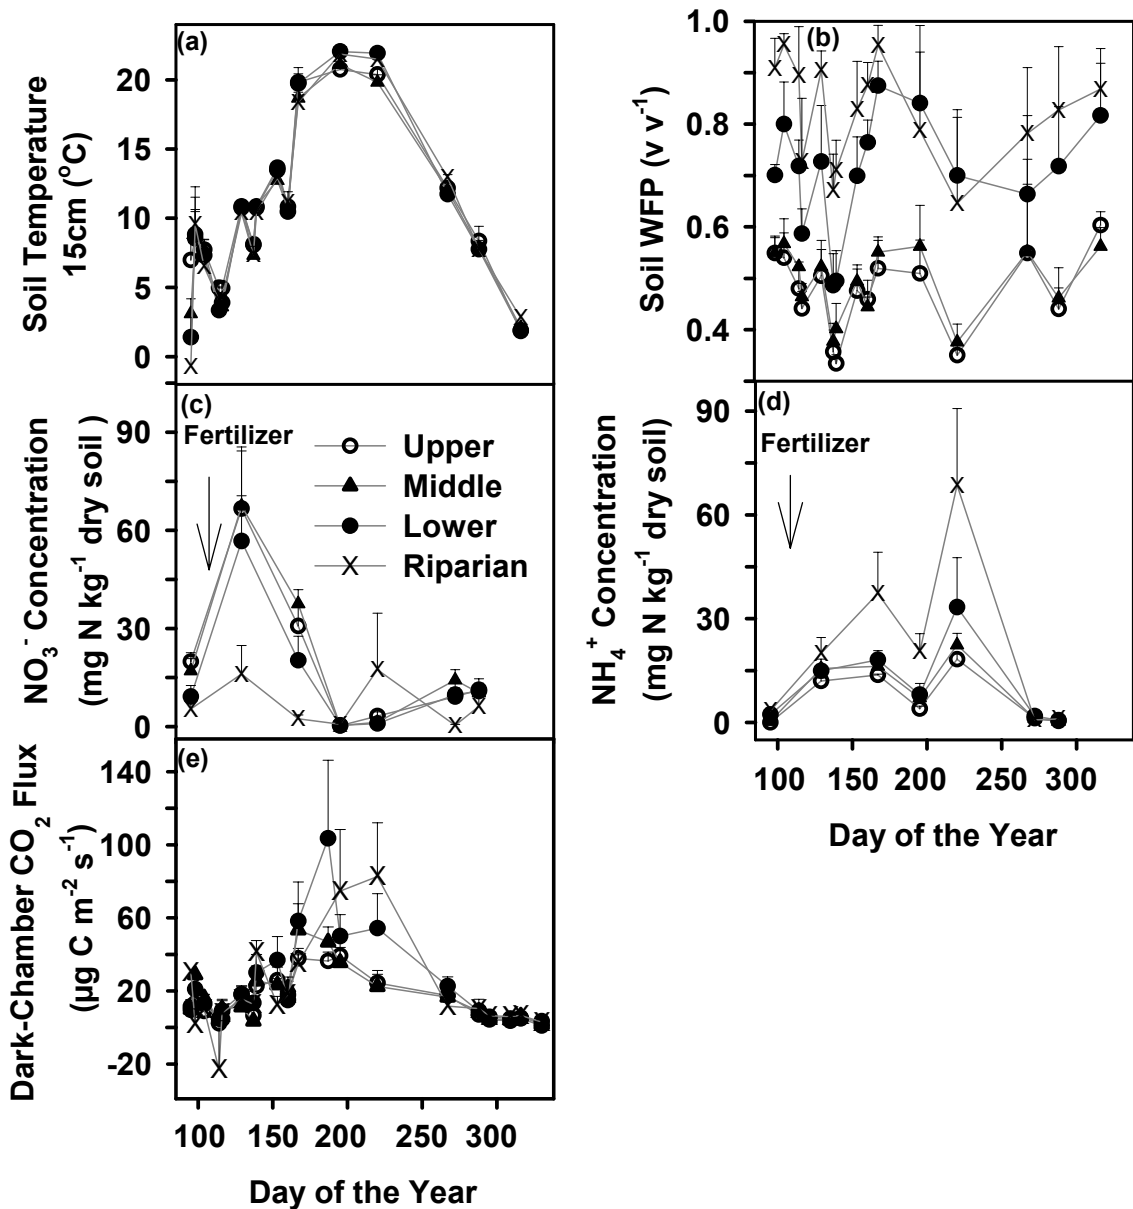 (a)
Soil Temperature
15cm (°C)
20
15
10
5
0
(b)
Soil WFP (v v⁻¹)
1.0
0.8
0.6
0.4
(c)
Fertilizer
NO₃⁻ Concentration
(mg N kg⁻¹ dry soil)
90
60
30
0
Upper
Middle
Lower
Riparian
(d)
Fertilizer
NH₄⁺ Concentration
(mg N kg⁻¹ dry soil)
90
60
30
0
100 150 200 250 300
Day of the Year
(e)
Dark-Chamber CO₂ Flux
(µg C m⁻² s⁻¹)
140
100
60
20
-20
100 150 200 250 300
Day of the Year